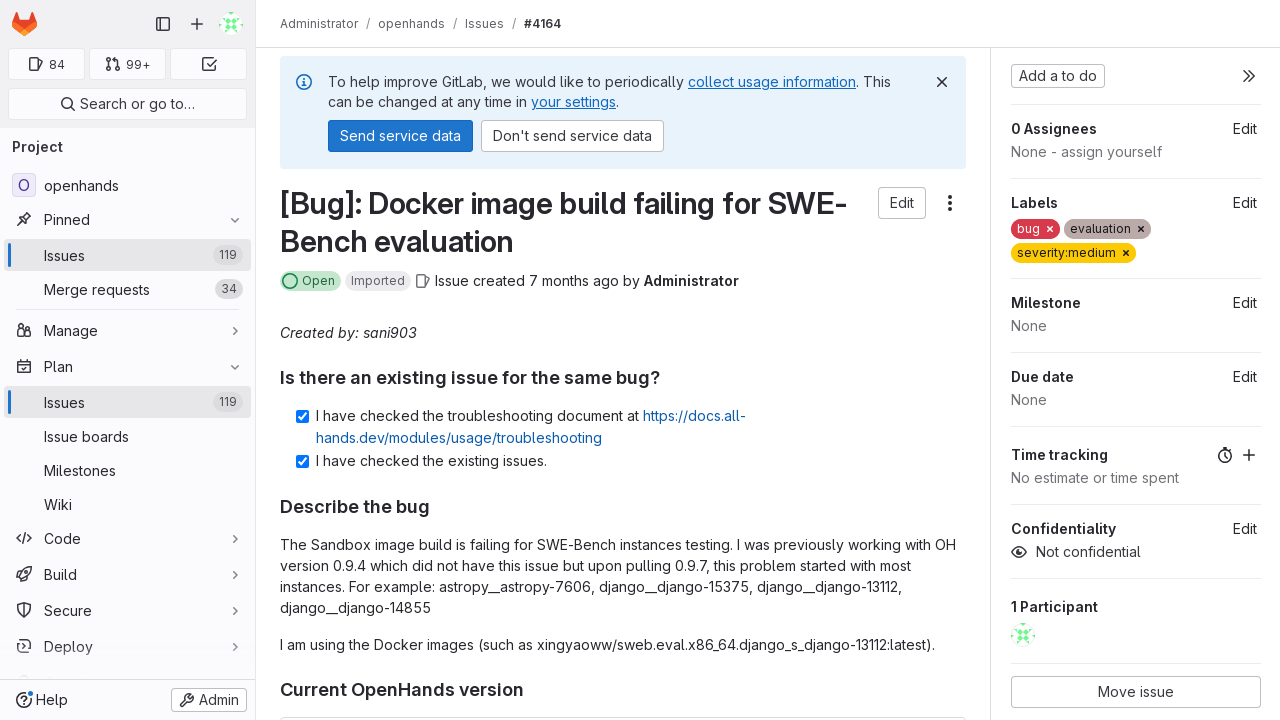 Administrator / openhands / Issues / #4164
84
99+
Search or go to…
Project
O openhands
Pinned
Issues 119
Merge requests 34
Manage
Plan
Issues 119
Issue boards
Milestones
Wiki
Code
Build
Secure
Deploy
Help
Admin
To help improve GitLab, we would like to periodically collect usage information. This
can be changed at any time in your settings.
Send service data
Don't send service data
[Bug]: Docker image build failing for SWE-
Bench evaluation
Edit
Open Imported Issue created 7 months ago by Administrator
Created by: sani903
Is there an existing issue for the same bug?
I have checked the troubleshooting document at https://docs.all-
hands.dev/modules/usage/troubleshooting
I have checked the existing issues.
Describe the bug
The Sandbox image build is failing for SWE-Bench instances testing. I was previously working with OH
version 0.9.4 which did not have this issue but upon pulling 0.9.7, this problem started with most
instances. For example: astropy__astropy-7606, django__django-15375, django__django-13112,
django__django-14855
I am using the Docker images (such as xingyaoww/sweb.eval.x86_64.django_s_django-13112:latest).
Current OpenHands version
Add a to do
0 Assignees Edit
None - assign yourself
Labels Edit
bug × evaluation ×
severity:medium ×
Milestone Edit
None
Due date Edit
None
Time tracking
No estimate or time spent
Confidentiality Edit
Not confidential
1 Participant
Move issue